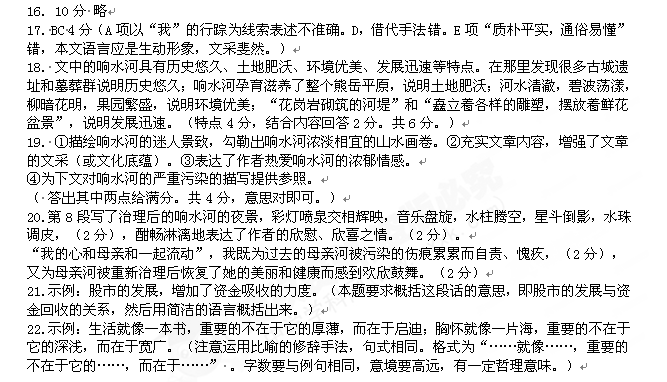 16. 10 分·略
17.·BC·4 分（A 项以“我”的行踪为线索表述不准确。D，借代手法错。E 项“质朴平实，通俗易懂”
错，本文语言应是生动形象，文采斐然。）
18.·文中的响水河具有历史悠久、土地肥沃、环境优美、发展迅速等特点。在那里发现很多古城遗
址和墓葬群说明历史悠久；响水河孕育滋养了整个熊岳平原，说明土地肥沃；河水清澈，碧波荡漾，
柳暗花明，果园繁盛，说明环境优美；“花岗岩砌筑的河堤”和“矗立着各样的雕塑，摆放着鲜花
盆景”，说明发展迅速。（特点 4 分，结合内容回答 2 分。共 6 分。）
19.·①描绘响水河的迷人景致，勾勒出响水河浓淡相宜的山水画卷。②充实文章内容，增强了文章
的文采（或文化底蕴）。③表达了作者热爱响水河的浓郁情感。
④为下文对响水河的严重污染的描写提供参照。
（·答出其中两点给满分。共 4 分，意思对即可。）
20.第 8 段写了治理后的响水河的夜景，彩灯喷泉交相辉映，音乐盘旋，水柱腾空，星斗倒影，水珠
调皮，（2 分），酣畅淋漓地表达了作者的欣慰、欣喜之情。（2 分）。
“我的心和母亲和一起流动”，我既为过去的母亲河被污染的伤痕累累而自责、愧疚，（2 分），
又为母亲河被重新治理后恢复了她的美丽和健康而感到欢欣鼓舞。（2 分）
21.示例：股市的发展，增加了资金吸收的力度。（本题要求概括这段话的意思，即股市的发展与资
金回收的关系，然后用简洁的语言概括出来。）
22.示例：生活就像一本书，重要的不在于它的厚薄，而在于启迪；胸怀就像一片海，重要的不在于
它的深浅，而在于宽广。（注意运用比喻的修辞手法，句式相同。格式为“……就像……，重要的
不在于它的……，而在于……”·。字数要与例句相同，意境要高远，有一定哲理意味。）